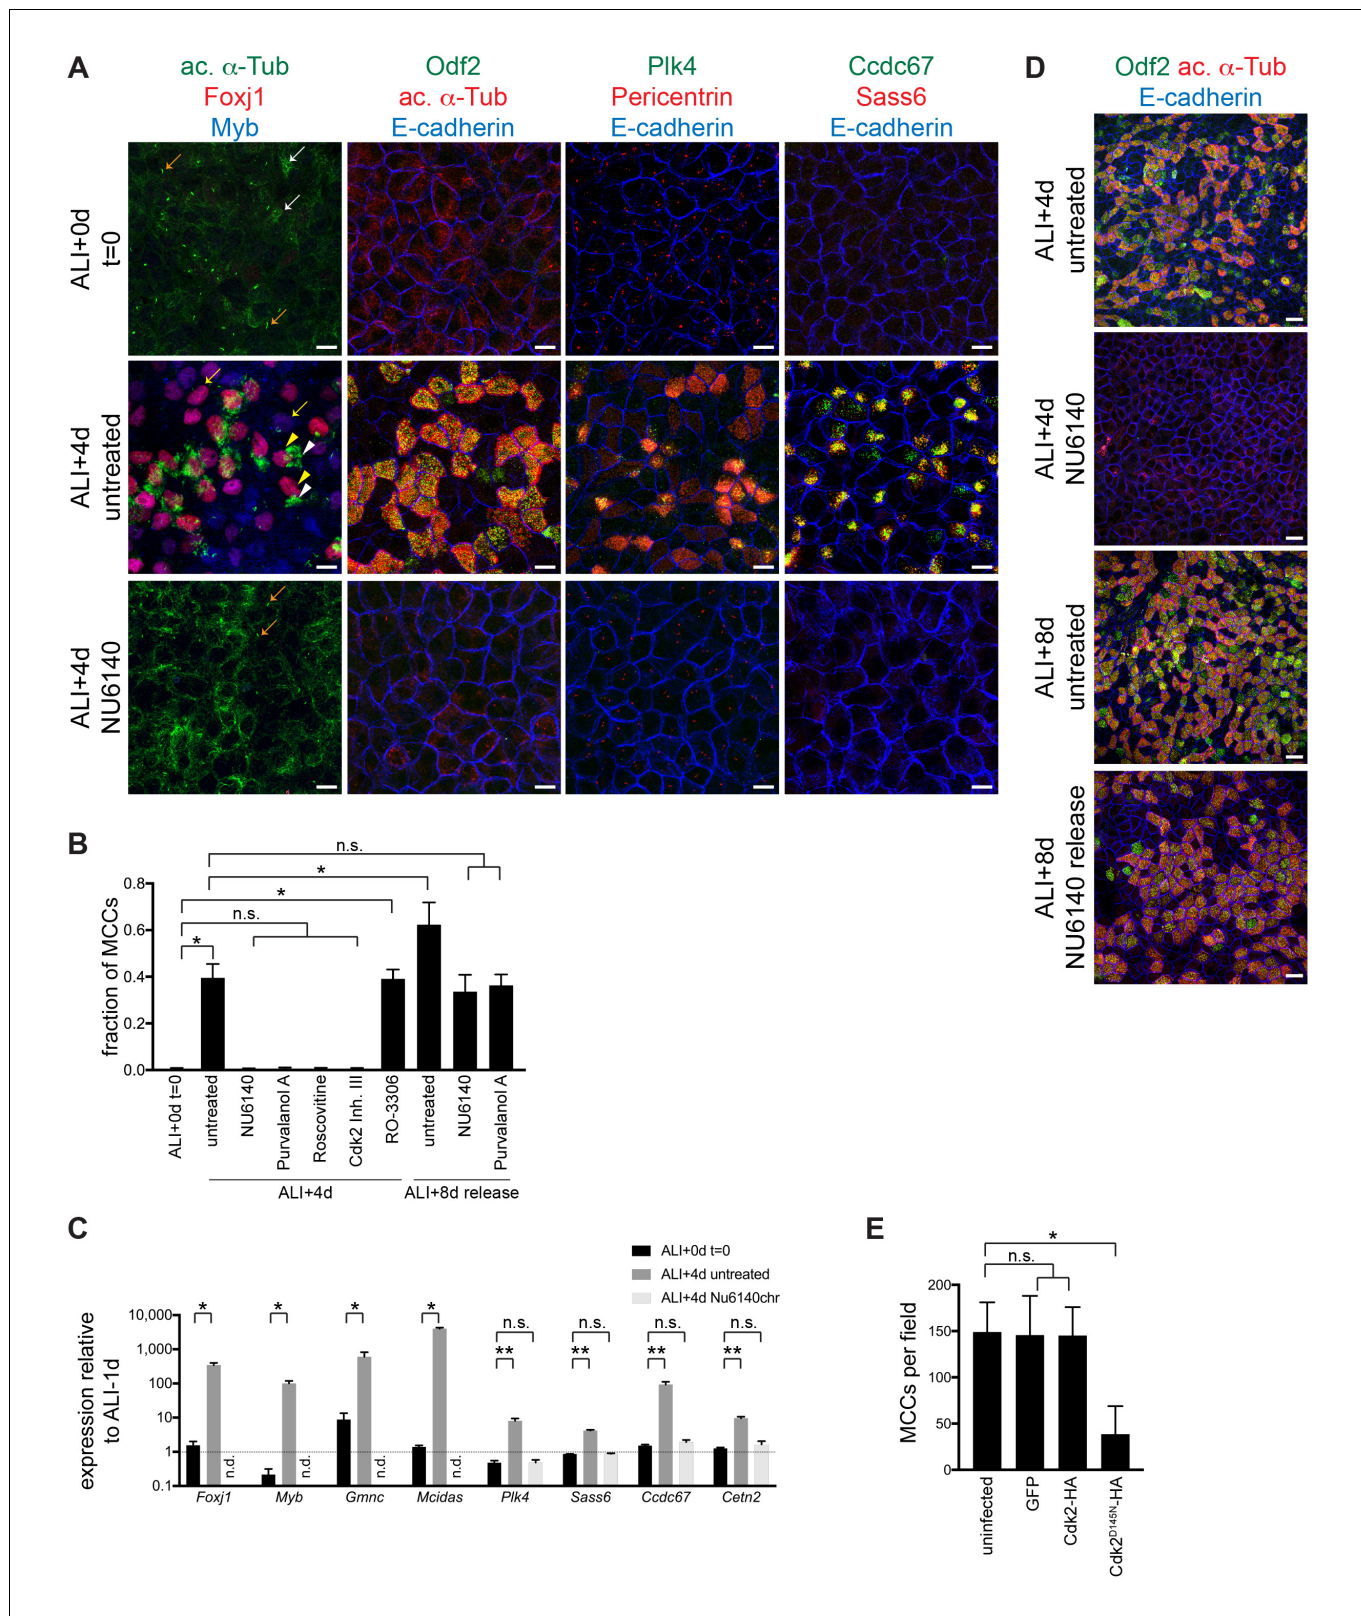 A
ac. α-Tub
Foxj1
Myb
Odf2
ac. α-Tub
E-cadherin
Plk4
Pericentrin
E-cadherin
Ccdc67
Sass6
E-cadherin
ALI+0d
t=0
ALI+4d
untreated
ALI+4d
NU6140
D
Odf2 ac. α-Tub
E-cadherin
ALI+4d
untreated
ALI+4d
NU6140
ALI+8d
untreated
ALI+8d
NU6140 release
B
fraction of MCCs
0.8
0.6
0.4
0.2
0.0
n.s.
*
*
n.s.
*
ALI+0d t=0
untreated
NU6140
Purvalanol A
Roscovitine
Cdk2 Inh. III
RO-3306
untreated
NU6140
Purvalanol A
ALI+4d
ALI+8d release
C
ALI+0d t=0
ALI+4d untreated
ALI+4d Nu6140chr
expression relative
to ALI-1d
10,000
1,000
100
10
1
0.1
* * * * n.s. n.s. n.s. n.s.
** ** ** **
n.d. n.d. n.d. n.d.
Foxj1 Myb Gmnc Mcidas Plk4 Sass6 Ccdc67 Cetn2
E
*
n.s.
MCCs per field
200
150
100
50
0
uninfected
GFP
Cdk2-HA
Cdk2D145N-HA